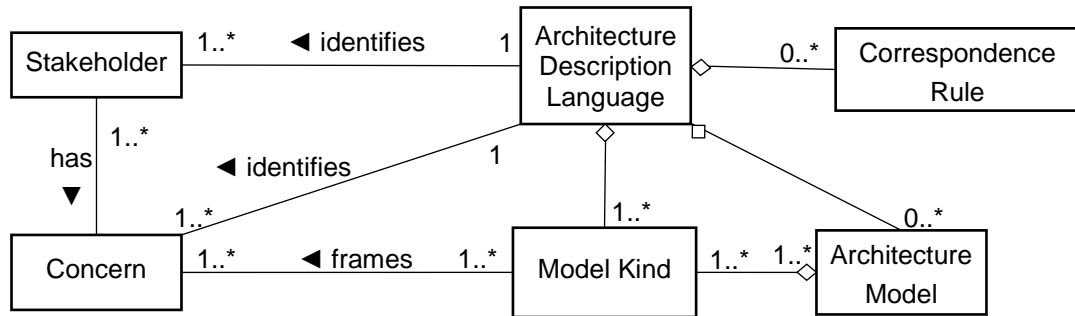 Stakeholder
1..*
◄ identifies
1
Architecture
Description
Language
0..*
Correspondence
Rule
1..*
has
▼
◄ identifies
1
1..*
1..*
0..*
Concern
1..*
◄ frames
1..*
Model Kind
1..*
1..*
Architecture
Model